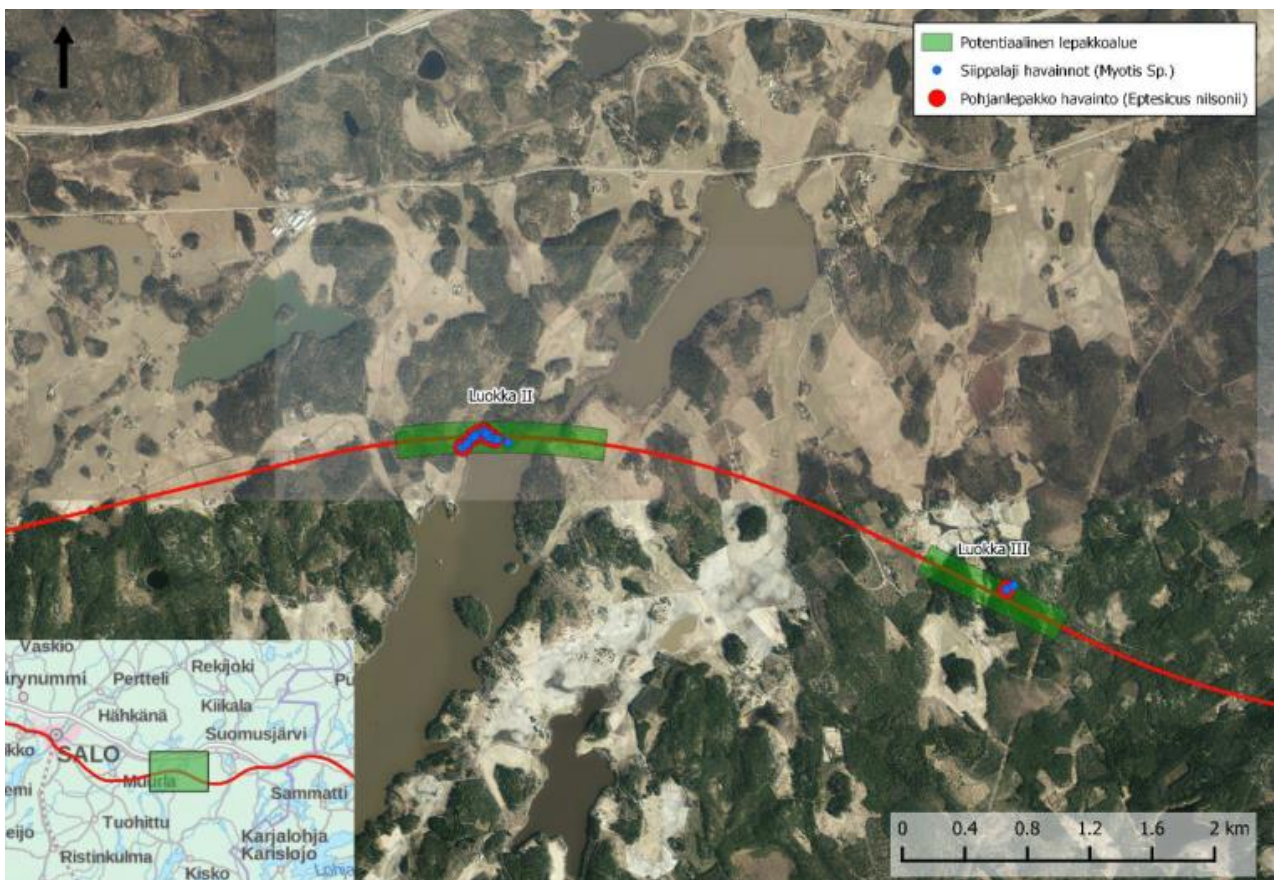 Potentiaalinen lepakkoalue
Siippalaji havainnot (Myotis Sp.)
Pohjanlepakko havainto (Eptesicus nilsonii)
Luokka II
Luokka III
Vaskio
ärynummi
Pertteli
Rekijoki
Hähkänä
Kiikala
SALO
Suomusjärvi
Muurla
Sammatti
Tuohittu
Karjalohja
Karislojo
Ristinkulma
Kisko
0 0.4 0.8 1.2 1.6 2 km